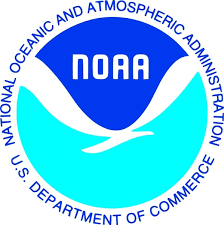 NATIONAL OCEANIC AND ATMOSPHERIC ADMINISTRATION
NOAA
U.S. DEPARTMENT OF COMMERCE